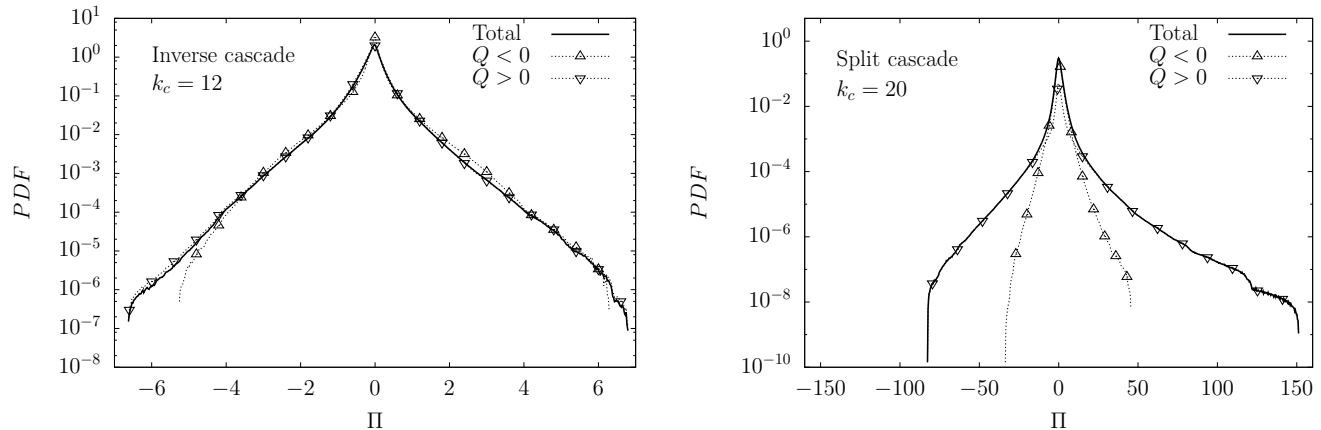 10^1
10^0
10^-1
10^-2
10^-3
10^-4
10^-5
10^-6
10^-7
10^-8
PDF
−6 −4 −2 0 2 4 6
Π
Inverse cascade
k_c = 12
Total
Q < 0
Q > 0
10^0
10^-2
10^-4
10^-6
10^-8
10^-10
PDF
−150 −100 −50 0 50 100 150
Π
Split cascade
k_c = 20
Total
Q < 0
Q > 0